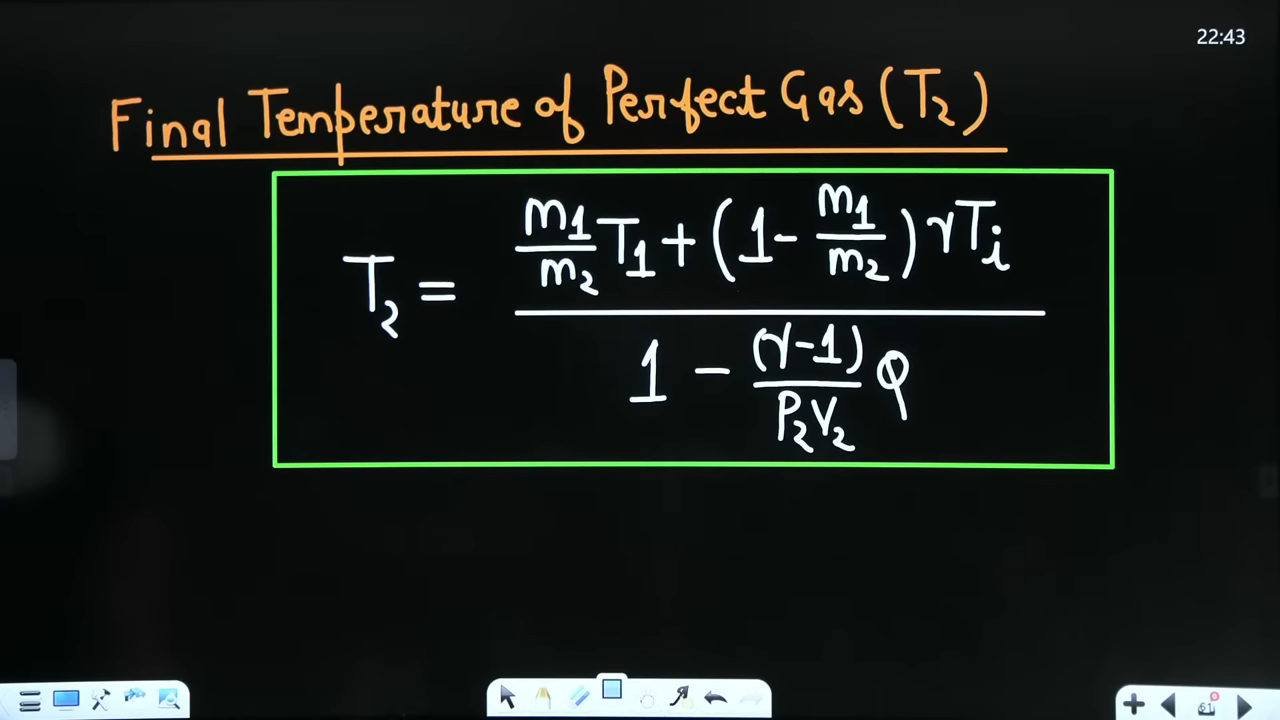 22:43
Final Temperature of Perfect Gas (T₂)
T₂ = (m₁/m₂ T₁ + (1 - m₁/m₂) γTᵢ) / (1 - (γ-1)/(P₂V₂) Q)
61